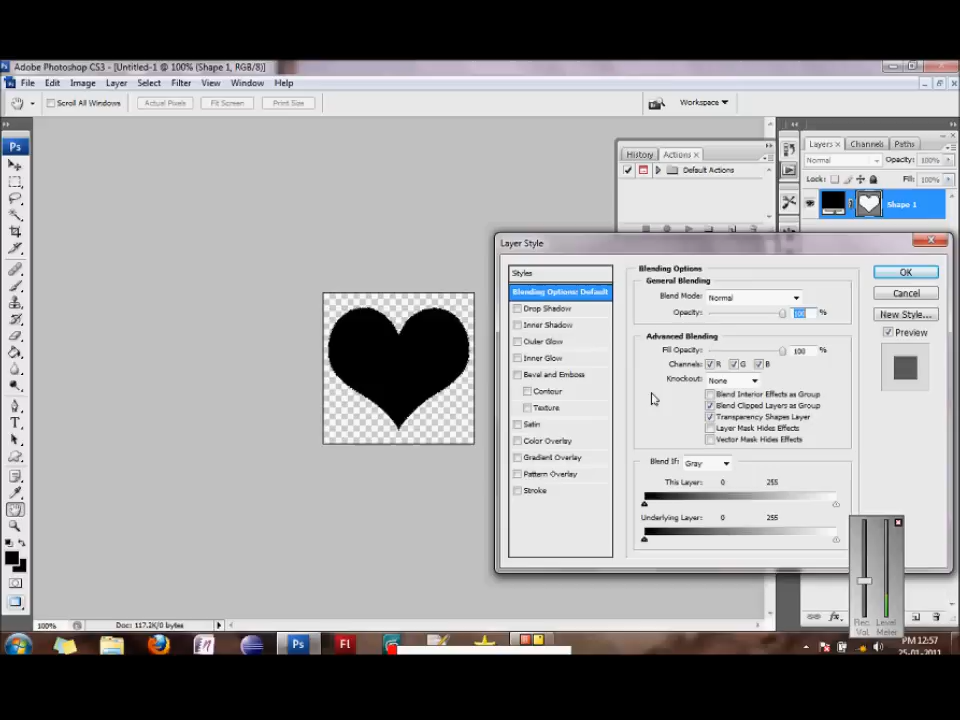 Adobe Photoshop CS3 - [Untitled-1 @ 100% (Shape 1, RGB/8)]
File Edit Image Layer Select Filter View Window Help
Scroll All Windows Actual Pixels Fit Screen Print Size Workspace
Ps
History Actions
Default Actions
Layers Channels Paths
Normal Opacity: 100%
Lock: Fill: 100%
Shape 1
Layer Style
Styles
Blending Options: Default
Drop Shadow
Inner Shadow
Outer Glow
Inner Glow
Bevel and Emboss
Contour
Texture
Satin
Color Overlay
Gradient Overlay
Pattern Overlay
Stroke
Blending Options
General Blending
Blend Mode: Normal
Opacity: 100 %
Advanced Blending
Fill Opacity: 100 %
Channels: R G B
Knockout: None
Blend Interior Effects as Group
Blend Clipped Layers as Group
Transparency Shapes Layer
Layer Mask Hides Effects
Vector Mask Hides Effects
Blend If: Gray
This Layer: 0 255
Underlying Layer: 0 255
OK
Cancel
New Style...
Preview
Rec. Vol
Level Meter
100% Doc: 117.2K/0 bytes
Ps Fl
PM 12:57
25-01-2011